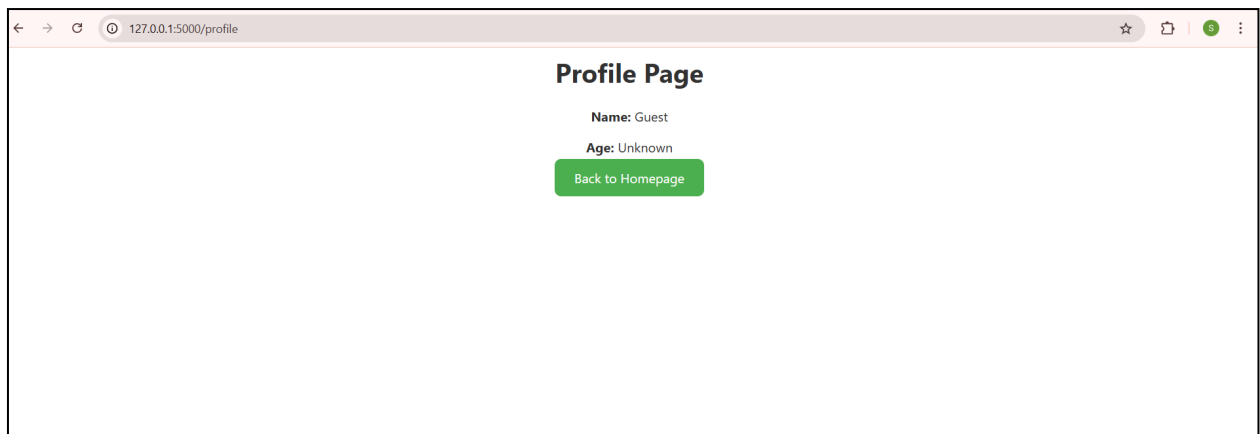 127.0.0.1:5000/profile
S
Profile Page
Name: Guest
Age: Unknown
Back to Homepage